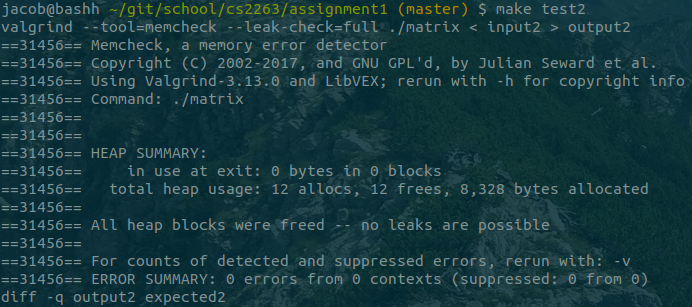 jacob@bashh ~/git/school/cs2263/assignment1 (master) $ make test2
valgrind --tool=memcheck --leak-check=full ./matrix < input2 > output2
==31456== Memcheck, a memory error detector
==31456== Copyright (C) 2002-2017, and GNU GPL'd, by Julian Seward et al.
==31456== Using Valgrind-3.13.0 and LibVEX; rerun with -h for copyright info
==31456== Command: ./matrix
==31456==
==31456==
==31456== HEAP SUMMARY:
==31456==     in use at exit: 0 bytes in 0 blocks
==31456==   total heap usage: 12 allocs, 12 frees, 8,328 bytes allocated
==31456==
==31456== All heap blocks were freed -- no leaks are possible
==31456==
==31456== For counts of detected and suppressed errors, rerun with: -v
==31456== ERROR SUMMARY: 0 errors from 0 contexts (suppressed: 0 from 0)
diff -q output2 expected2